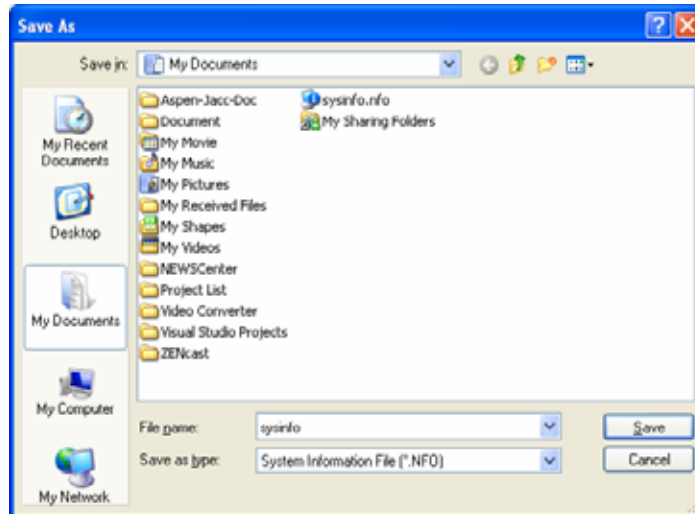 Save As
Save in:
My Documents
My Recent
Documents
Desktop
My Documents
My Computer
My Network
Aspen-Jacc-Doc
Document
My Movie
My Music
My Pictures
My Received Files
My Shapes
My Videos
NEWSCenter
Project List
Video Converter
Visual Studio Projects
ZENcast
sysinfo.nfo
My Sharing Folders
File name:
sysinfo
Save
Save as type:
System Information File (*.NFO)
Cancel